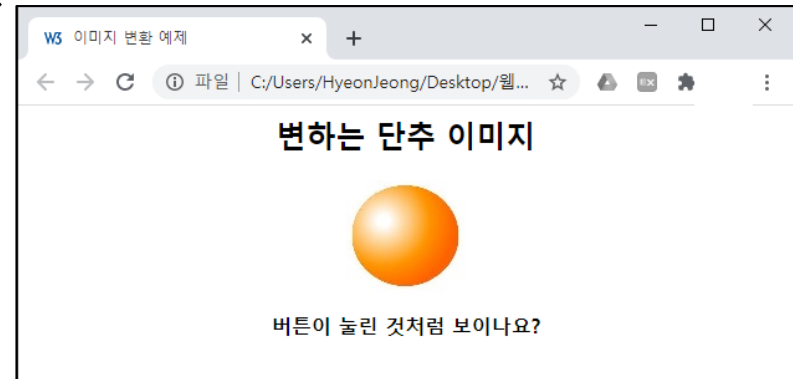 W3 이미지 변환 예제
파일 | C:/Users/HyeonJeong/Desktop/웹...
변하는 단추 이미지
버튼이 눌린 것처럼 보이나요?